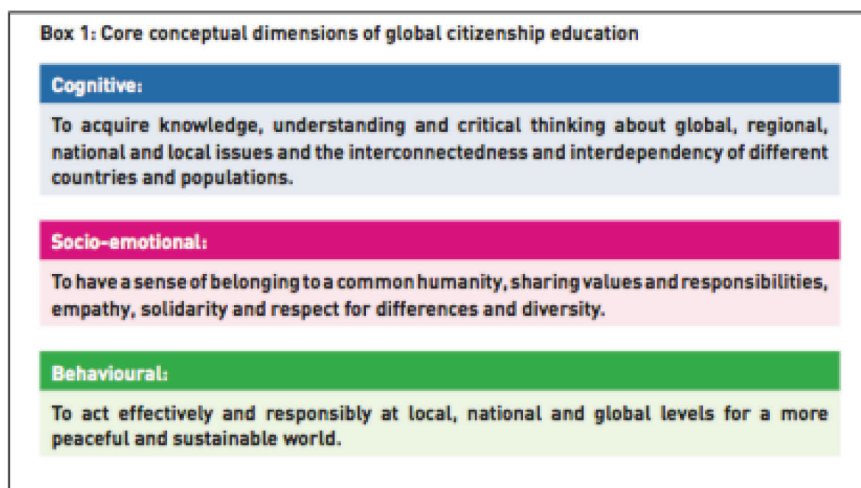 Box 1: Core conceptual dimensions of global citizenship education
Cognitive:
To acquire knowledge, understanding and critical thinking about global, regional,
national and local issues and the interconnectedness and interdependency of different
countries and populations.
Socio-emotional:
To have a sense of belonging to a common humanity, sharing values and responsibilities,
empathy, solidarity and respect for differences and diversity.
Behavioural:
To act effectively and responsibly at local, national and global levels for a more
peaceful and sustainable world.